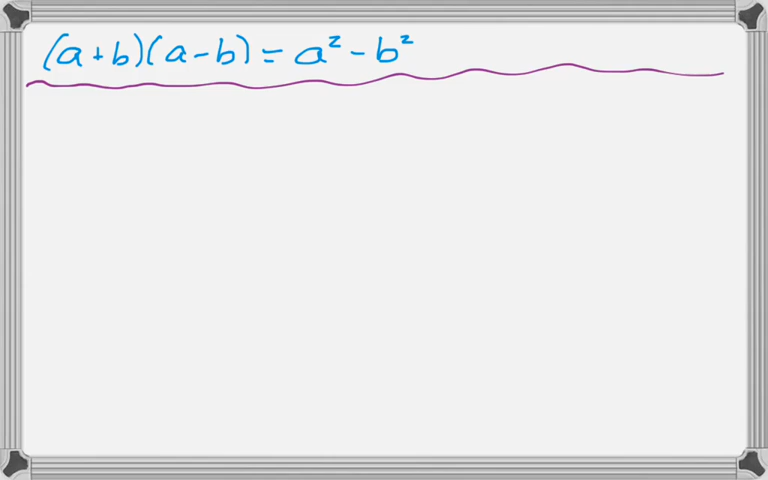 (a+b)(a-b) = a² - b²